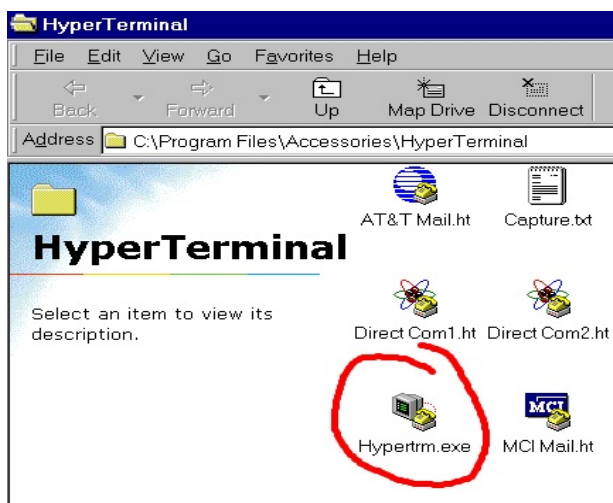 HyperTerminal
File Edit View Go Favorites Help
Back Forward Up Map Drive Disconnect
Address C:\Program Files\Accessories\HyperTerminal
AT&T Mail.ht Capture.txt
HyperTerminal
Select an item to view its
description.
Direct Com1.ht Direct Com2.ht
MCI
Hypertrm.exe MCI Mail.ht